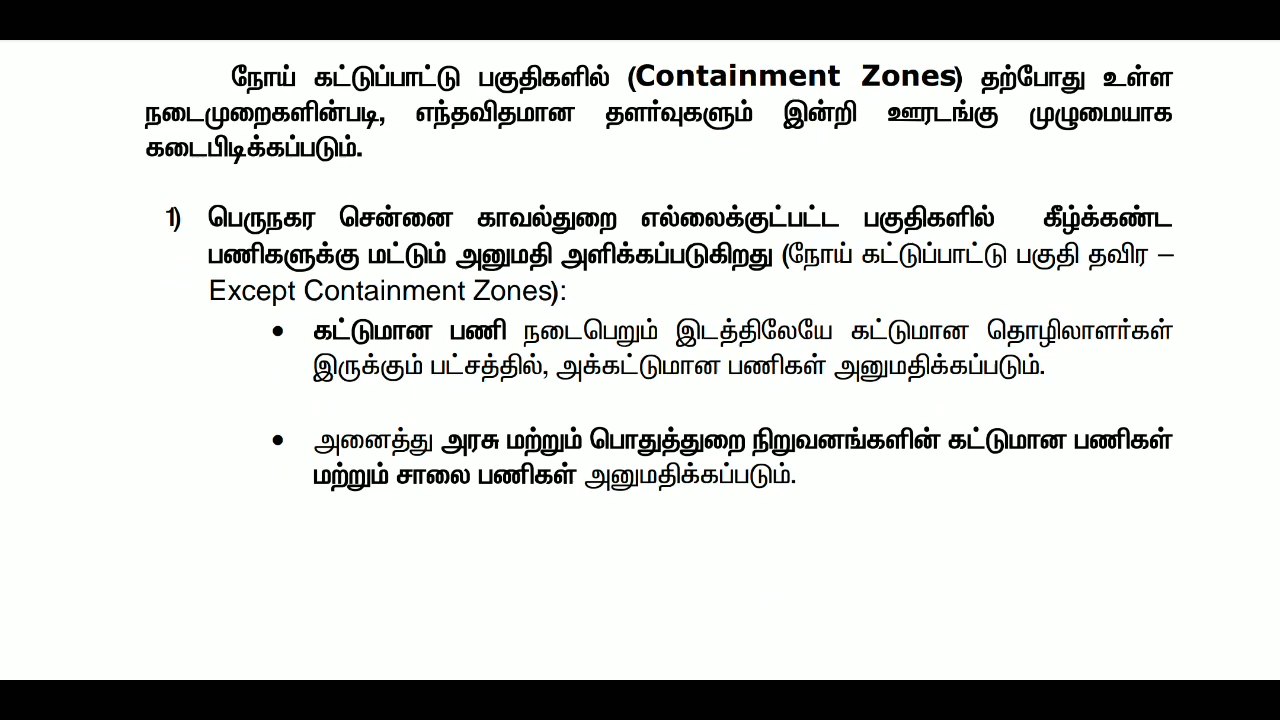 நோய் கட்டுப்பாட்டு பகுதிகளில் (Containment Zones) தற்போது உள்ள
நடைமுறைகளின்படி, எந்தவிதமான தளர்வுகளும் இன்றி ஊரடங்கு முழுமையாக
கடைபிடிக்கப்படும்.
1) பெருநகர சென்னை காவல்துறை எல்லைக்குட்பட்ட பகுதிகளில் கீழ்க்கண்ட
பணிகளுக்கு மட்டும் அனுமதி அளிக்கப்படுகிறது (நோய் கட்டுப்பாட்டு பகுதி தவிர –
Except Containment Zones):
• கட்டுமான பணி நடைபெறும் இடத்திலேயே கட்டுமான தொழிலாளர்கள்
இருக்கும் பட்சத்தில், அக்கட்டுமான பணிகள் அனுமதிக்கப்படும்.
• அனைத்து அரசு மற்றும் பொதுத்துறை நிறுவனங்களின் கட்டுமான பணிகள்
மற்றும் சாலை பணிகள் அனுமதிக்கப்படும்.